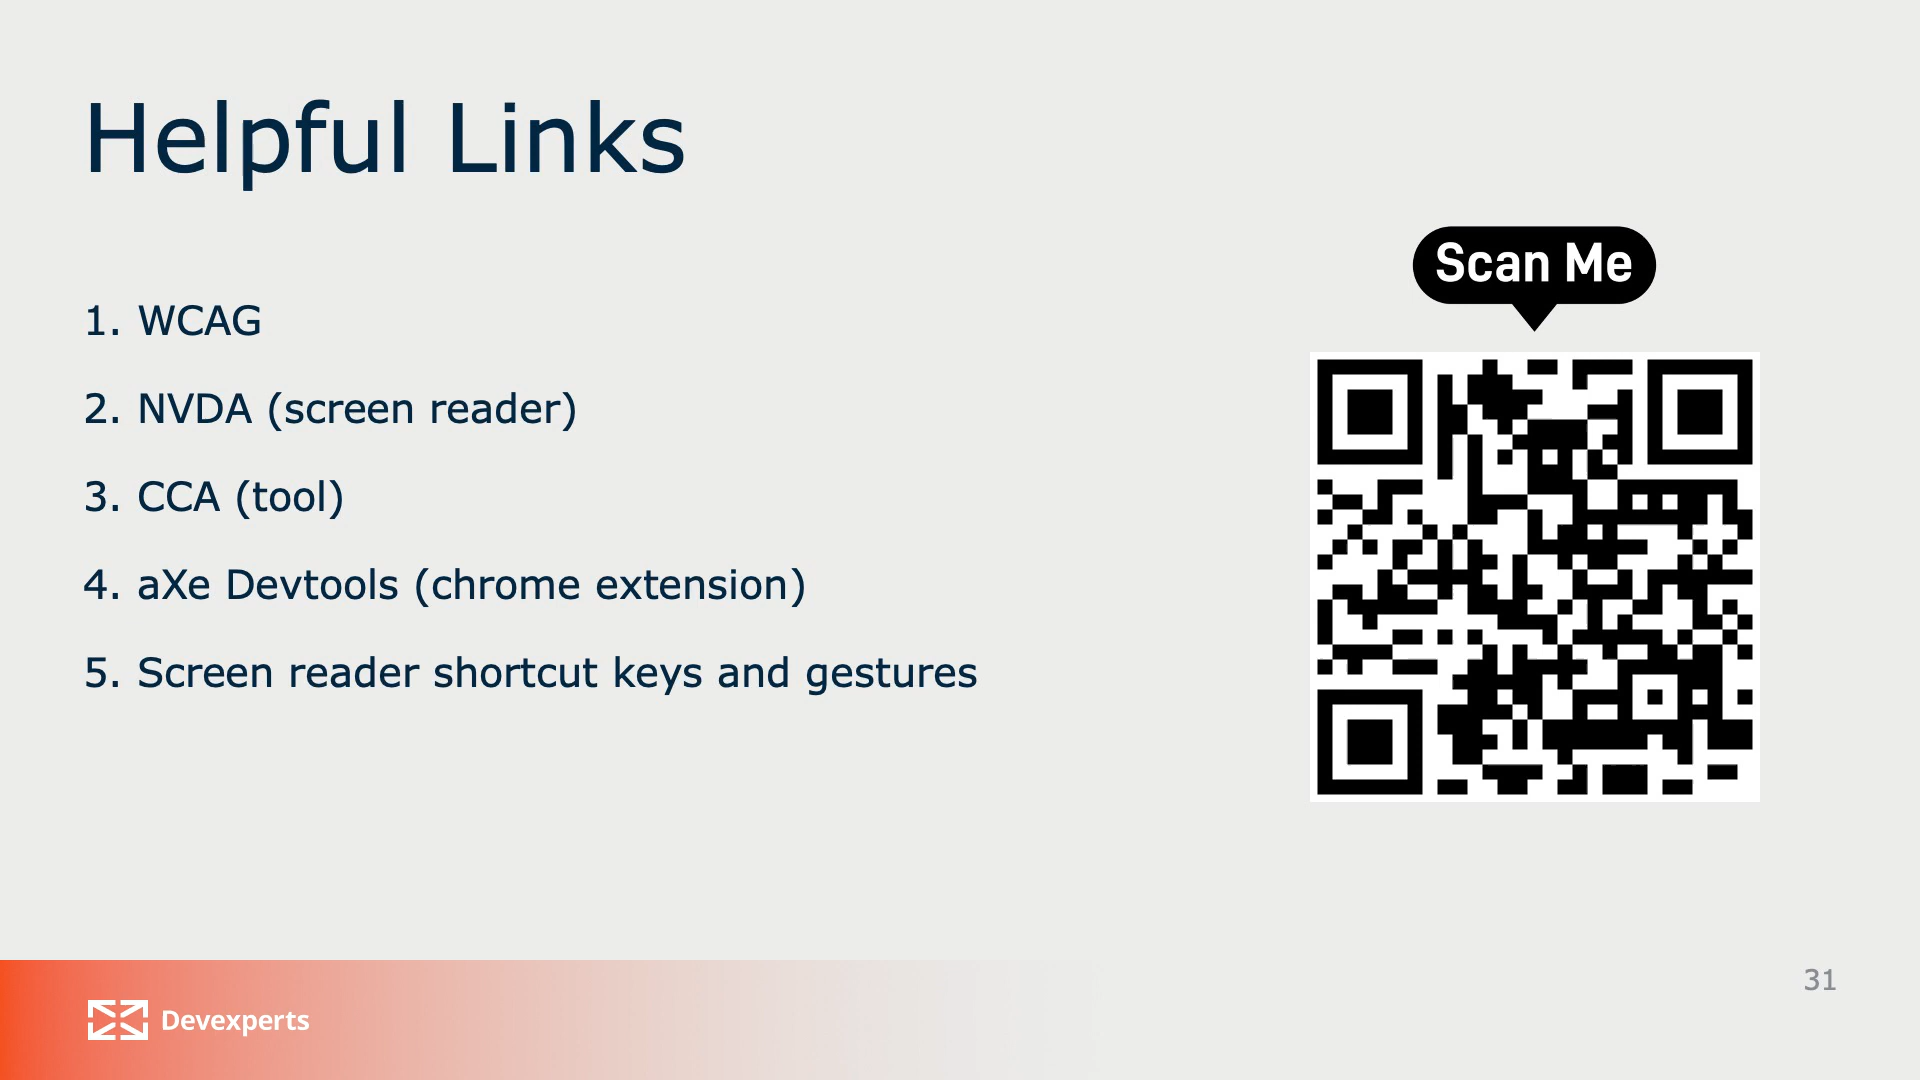 Helpful Links
Scan Me
1. WCAG
2. NVDA (screen reader)
3. CCA (tool)
4. aXe Devtools (chrome extension)
5. Screen reader shortcut keys and gestures
31
Devexperts